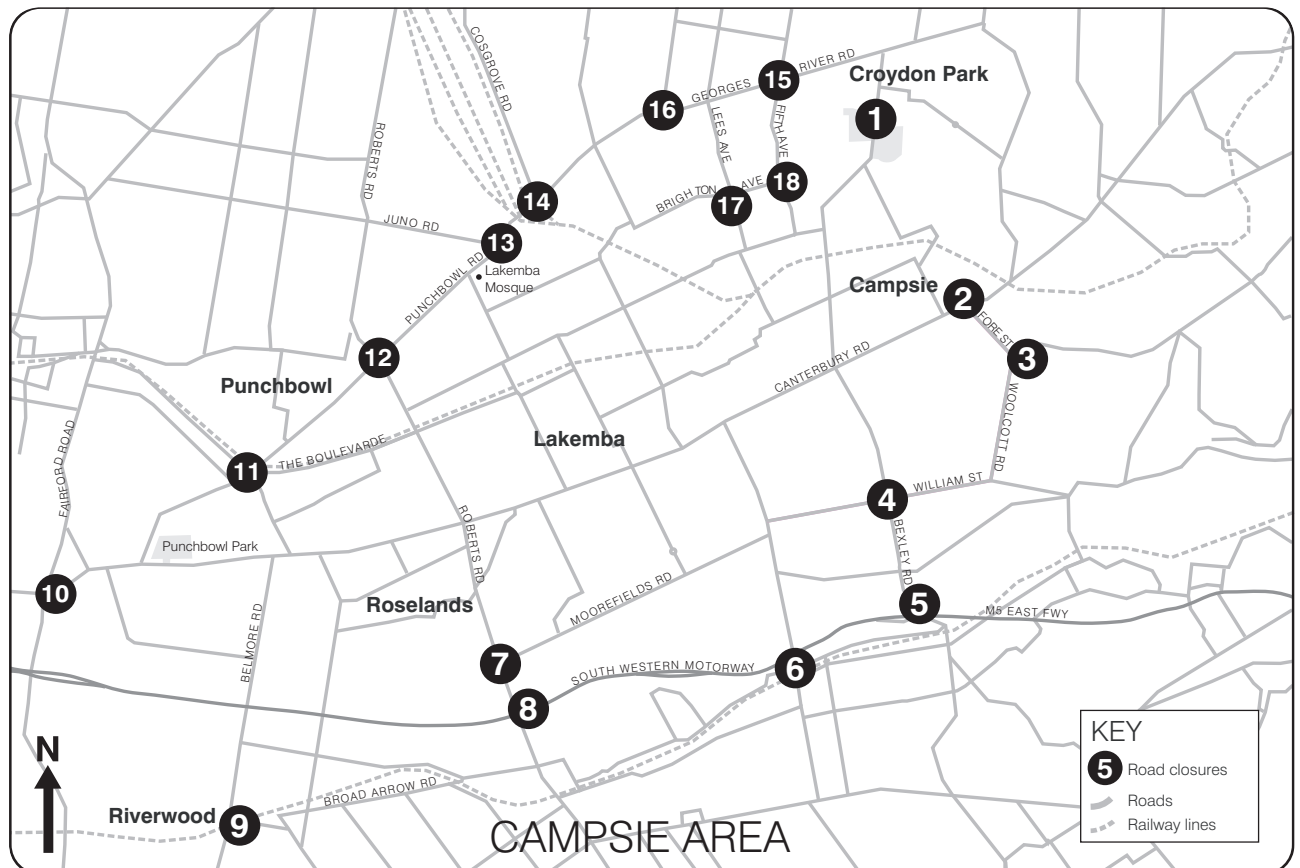 COSGROVE RD
15
RIVER RD
Croydon Park
GEORGES
16
1
LEES AVE
FIFTH AVE
ROBERTS RD
18
BRIGHTON AVE
17
14
JUNO RD
13
PUNCHBOWL RD
Lakemba
Mosque
Campsie
2
FOREST
3
12
CANTERBURY RD
Punchbowl
WOOLCOTT RD
Lakemba
THE BOULEVARDE
FAIRFORD ROAD
11
WILLIAM ST
4
ROBERTS RD
BEXLEY RD
Punchbowl Park
10
Roselands
MOOREFIELDS RD
5
M5 EAST FWY
BELMORE RD
7
SOUTH WESTERN MOTORWAY
6
8
N
KEY
5 Road closures
Roads
Railway lines
BROAD ARROW RD
Riverwood
9
CAMPSIE AREA